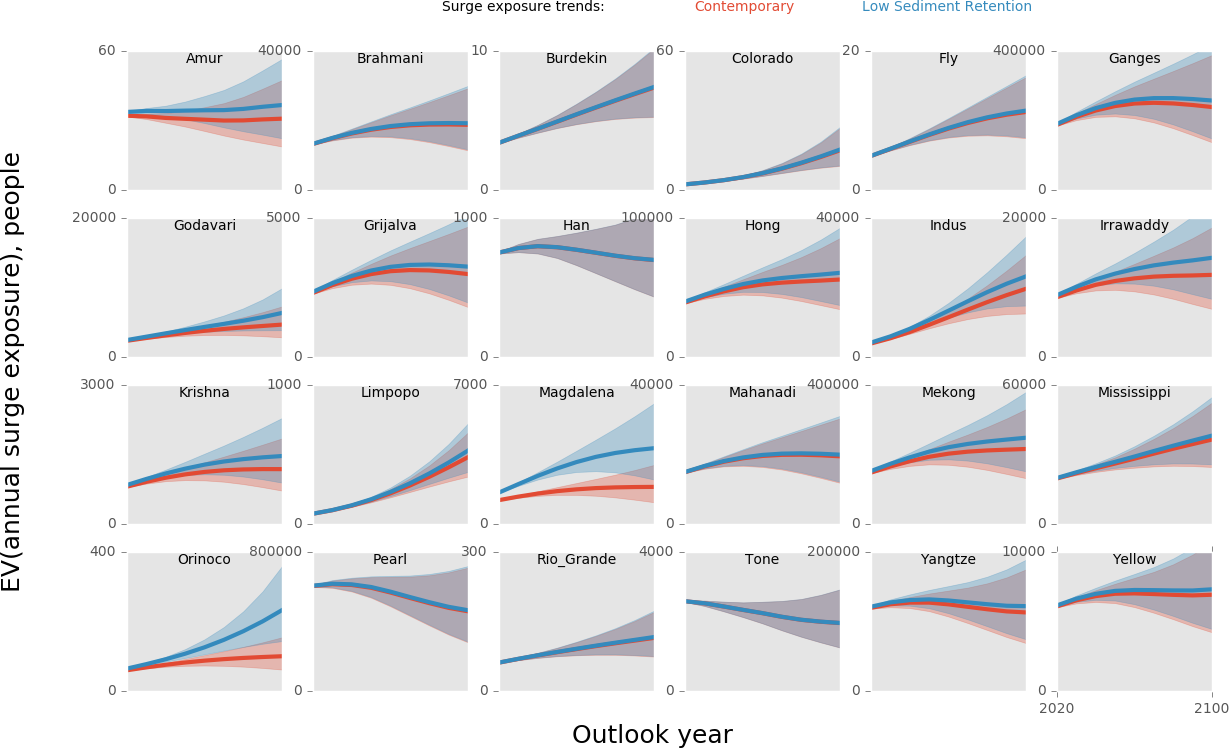 Surge exposure trends: Contemporary Low Sediment Retention
60 40000 10 60 20 400000
Amur Brahmani Burdekin Colorado Fly Ganges
0 0 0 0 0 0
20000 5000 1000 100000 40000 20000
Godavari Grijalva Han Hong Indus Irrawaddy
0 0 0 0 0 0
3000 1000 7000 40000 400000 60000
Krishna Limpopo Magdalena Mahanadi Mekong Mississippi
0 0 0 0 0 0
400 800000 300 4000 200000 10000
Orinoco Pearl Rio_Grande Tone Yangtze Yellow
0 0 0 0 0 0
2020 2100
EV(annual surge exposure), people
Outlook year